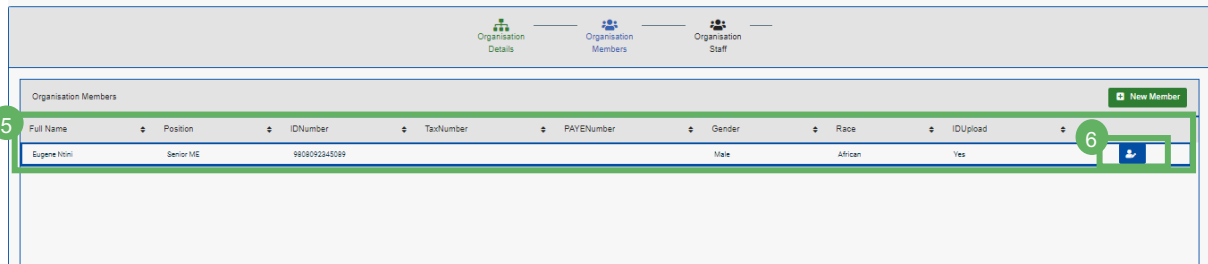 Organisation Details
Organisation Members
Organisation Staff
Organisation Members
New Member
5
Full Name Position IDNumber TaxNumber PAYENumber Gender Race IDUpload
6
Eugene Ntini Senior ME 9808092345089 Male African Yes